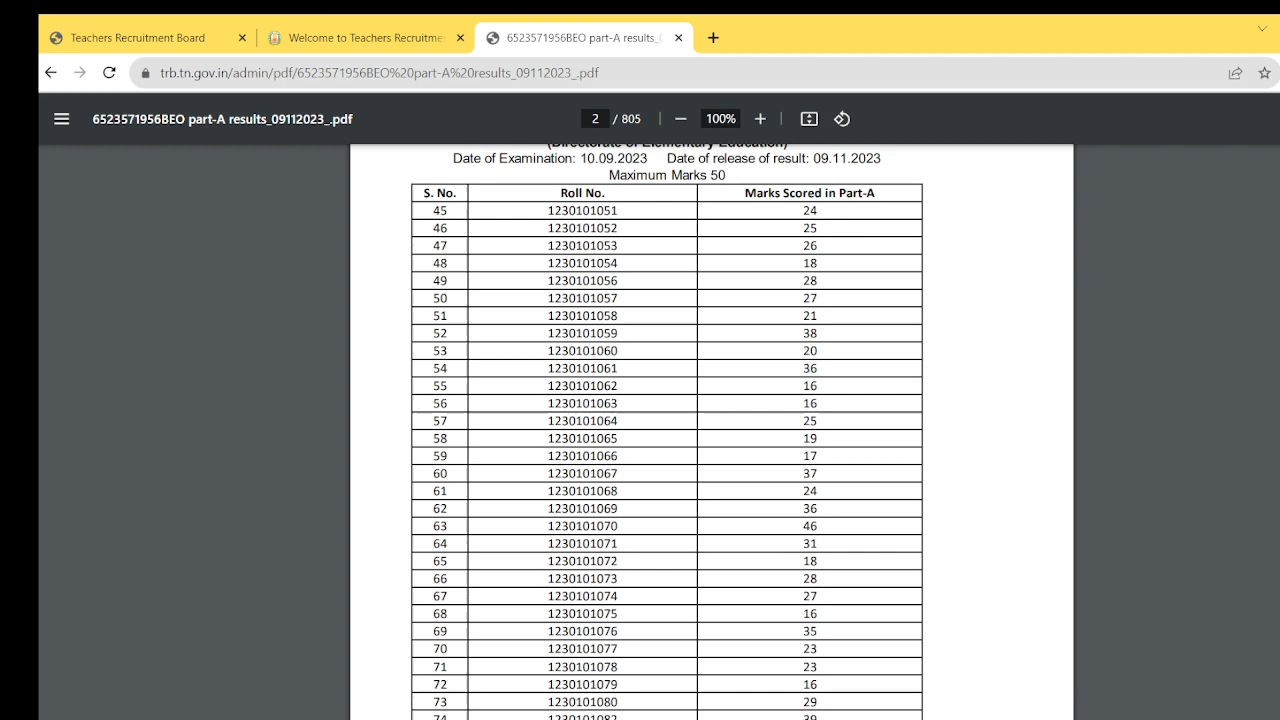 Teachers Recruitment Board
Welcome to Teachers Recruitme
6523571956BEO part-A results_
trb.tn.gov.in/admin/pdf/6523571956BEO%20part-A%20results_09112023_.pdf
6523571956BEO part-A results_09112023_.pdf
2 / 805
100%
(Directorate of Elementary Education)
Date of Examination: 10.09.2023 Date of release of result: 09.11.2023
Maximum Marks 50
S. No. Roll No. Marks Scored in Part-A
45 1230101051 24
46 1230101052 25
47 1230101053 26
48 1230101054 18
49 1230101056 28
50 1230101057 27
51 1230101058 21
52 1230101059 38
53 1230101060 20
54 1230101061 36
55 1230101062 16
56 1230101063 16
57 1230101064 25
58 1230101065 19
59 1230101066 17
60 1230101067 37
61 1230101068 24
62 1230101069 36
63 1230101070 46
64 1230101071 31
65 1230101072 18
66 1230101073 28
67 1230101074 27
68 1230101075 16
69 1230101076 35
70 1230101077 23
71 1230101078 23
72 1230101079 16
73 1230101080 29
74 1230101082 39